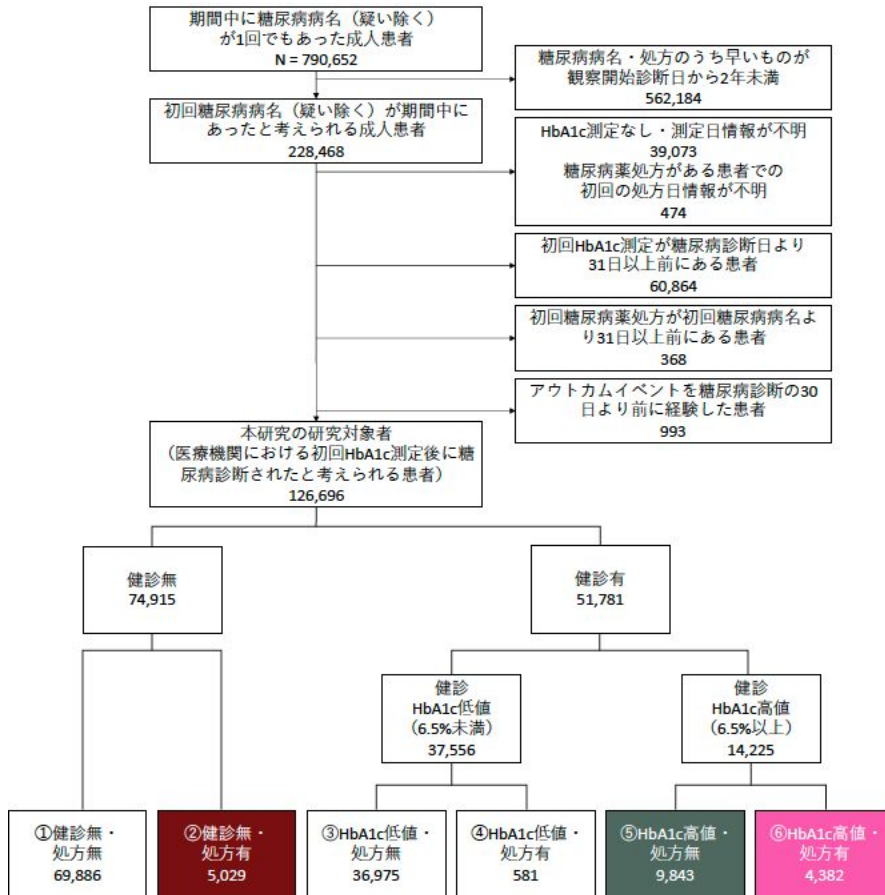 期間中に糖尿病病名（疑い除く）
が1回でもあった成人患者
N = 790,652
糖尿病病名・処方のうち早いものが
観察開始診断日から2年未満
562,184
初回糖尿病病名（疑い除く）が期間中に
あったと考えられる成人患者
228,468
HbA1c測定なし・測定日情報が不明
39,073
糖尿病薬処方がある患者での
初回の処方日情報が不明
474
初回HbA1c測定が糖尿病診断日より
31日以上前にある患者
60,864
初回糖尿病薬処方が初回糖尿病病名よ
り31日以上前にある患者
368
アウトカムイベントを糖尿病診断の30
日より前に経験した患者
993
本研究の研究対象者
（医療機関における初回HbA1c測定後に糖
尿病診断されたと考えられる患者）
126,696
健診無
74,915
健診有
51,781
健診
HbA1c低値
（6.5%未満）
37,556
健診
HbA1c高値
（6.5%以上）
14,225
①健診無・
処方無
69,886
②健診無・
処方有
5,029
③HbA1c低値・
処方無
36,975
④HbA1c低値・
処方有
581
⑤HbA1c高値・
処方無
9,843
⑥HbA1c高値・
処方有
4,382